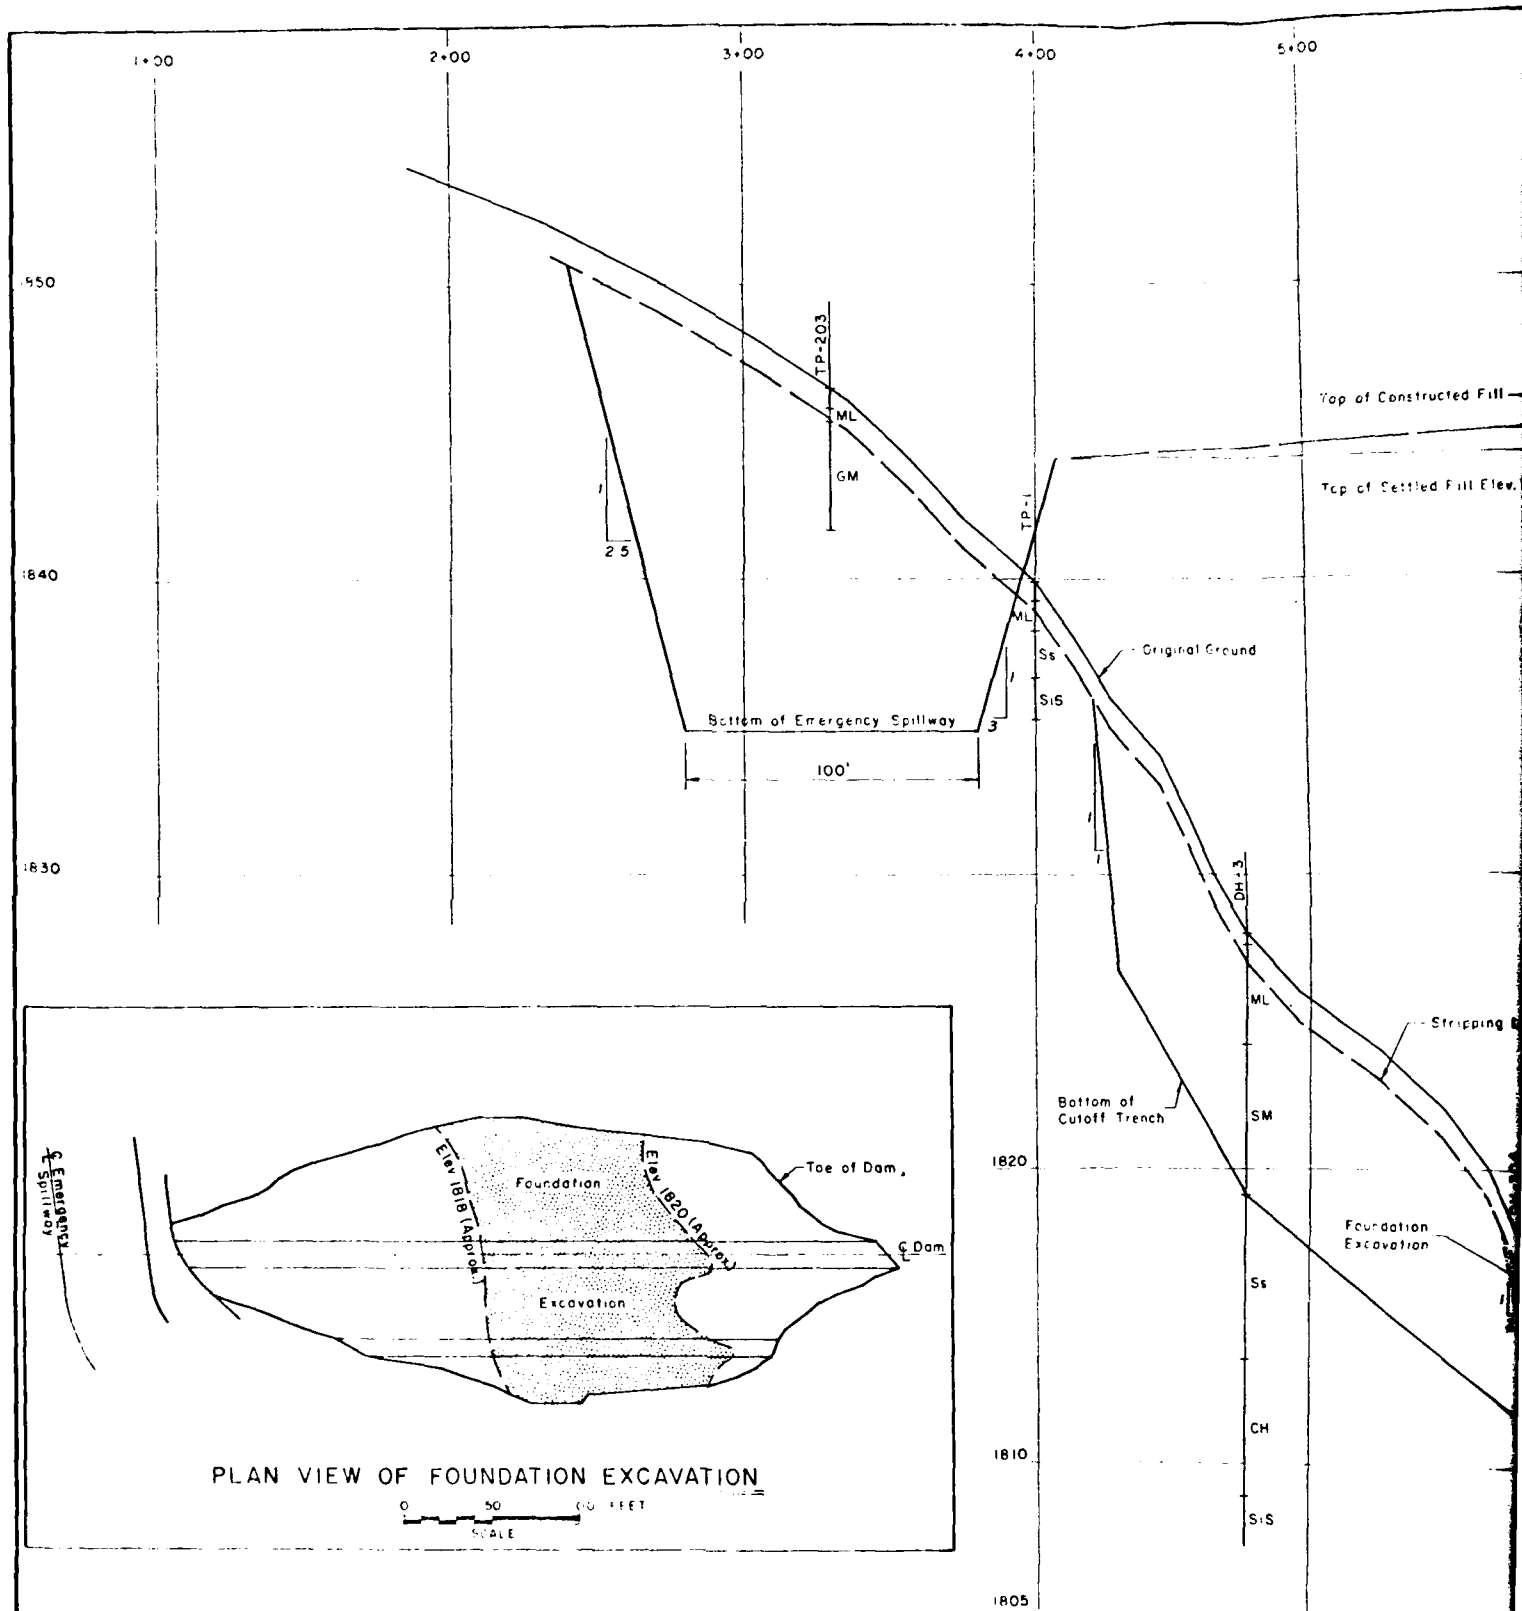 1+00
2+00
3+00
4+00
5+00
1850
TP-203
ML
GM
Top of Constructed Fill
Top of Settled Fill Elev.
TP-1
1
2.5
1840
ML
Ss
SiS
Original Ground
1
3
Bottom of Emergency Spillway
100'
1
1
1830
DH-3
ML
Stripping
Bottom of
Cutoff Trench
SM
1820
Foundation
Excavation
1
Ss
CH
1810
SiS
1805
℄ Emergency
Spillway
Elev 1818 (Approx.)
Foundation
Elev 1820 (Approx.)
Toe of Dam
℄ Dam
Excavation
PLAN VIEW OF FOUNDATION EXCAVATION
0 50 FEET
SCALE